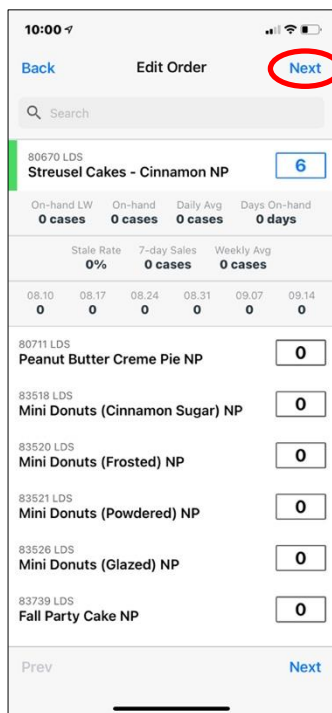 10:00
Back Edit Order Next
Search
80670 LDS
Streusel Cakes - Cinnamon NP 6
On-hand LW On-hand Daily Avg Days On-hand
0 cases 0 cases 0 cases 0 days
Stale Rate 7-day Sales Weekly Avg
0% 0 cases 0 cases
08.10 08.17 08.24 08.31 09.07 09.14
0 0 0 0 0 0
80711 LDS
Peanut Butter Creme Pie NP 0
83518 LDS
Mini Donuts (Cinnamon Sugar) NP 0
83520 LDS
Mini Donuts (Frosted) NP 0
83521 LDS
Mini Donuts (Powdered) NP 0
83526 LDS
Mini Donuts (Glazed) NP 0
83739 LDS
Fall Party Cake NP 0
Prev Next